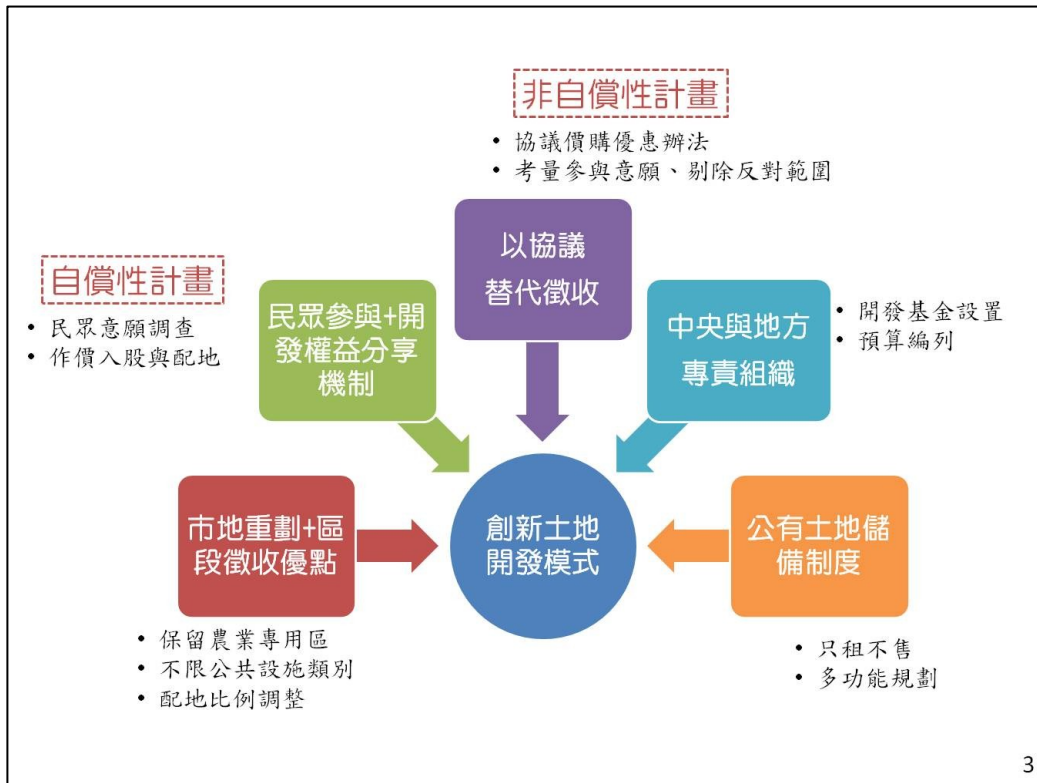 非自償性計畫
• 協議價購優惠辦法
• 考量參與意願、剔除反對範圍
以協議
替代徵收
自償性計畫
• 民眾意願調查
• 作價入股與配地
民眾參與+開
發權益分享
機制
中央與地方
專責組織
• 開發基金設置
• 預算編列
市地重劃+區
段徵收優點
• 保留農業專用區
• 不限公共設施類別
• 配地比例調整
創新土地
開發模式
公有土地儲
備制度
• 只租不售
• 多功能規劃
3